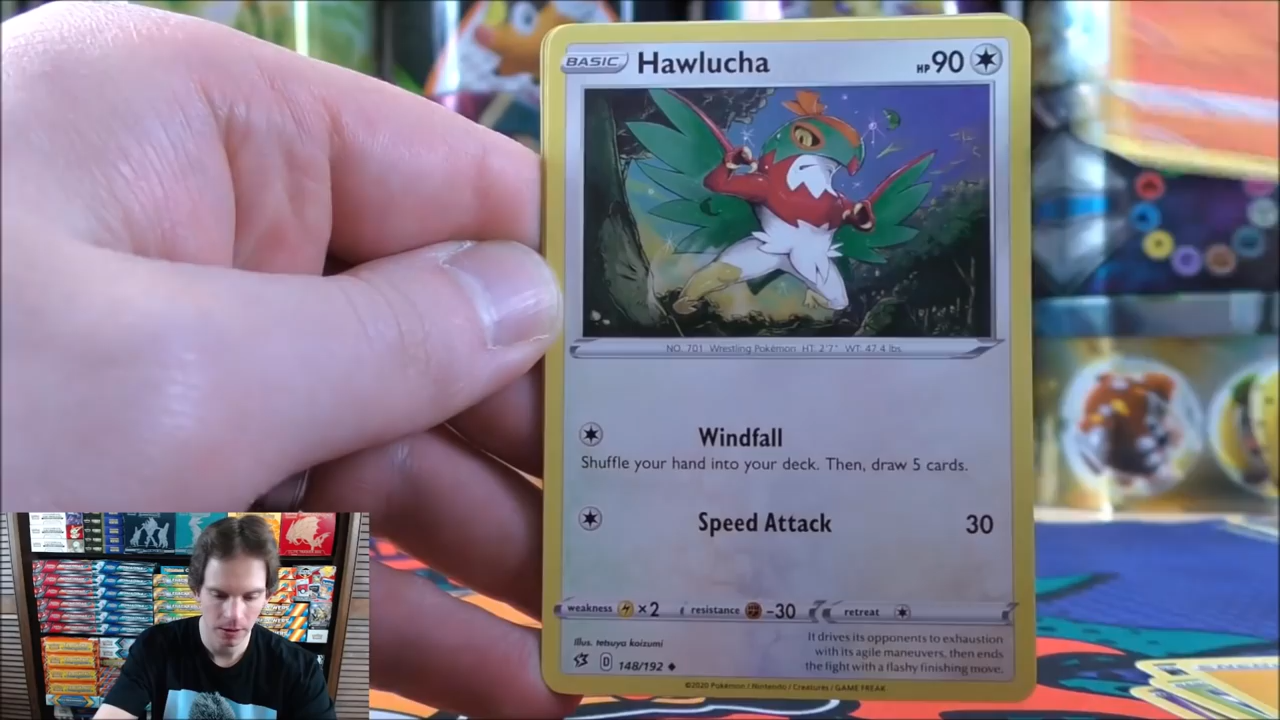 BASIC Hawlucha HP 90
NO. 701 Wrestling Pokémon HT: 2'7" WT: 47.4 lbs.
Windfall
Shuffle your hand into your deck. Then, draw 5 cards.
Speed Attack 30
weakness ×2 resistance -30 retreat
Illus. tetsuya koizumi
D 148/192
It drives its opponents to exhaustion
with its agile maneuvers, then ends
the fight with a flashy finishing move.
©2020 Pokémon / Nintendo / Creatures / GAME FREAK